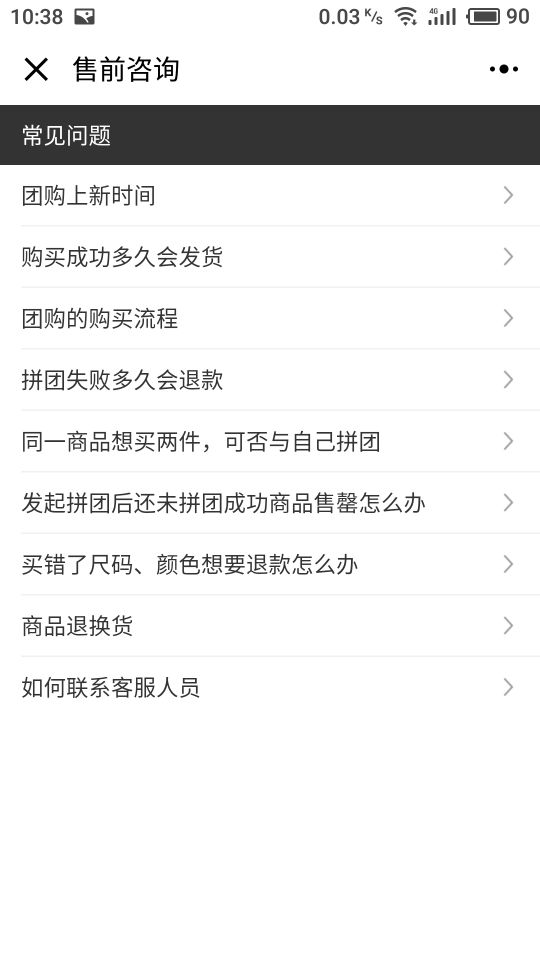 10:38 0.03 K/s 4G 90
售前咨询
常见问题
团购上新时间
购买成功多久会发货
团购的购买流程
拼团失败多久会退款
同一商品想买两件，可否与自己拼团
发起拼团后还未拼团成功商品售罄怎么办
买错了尺码、颜色想要退款怎么办
商品退换货
如何联系客服人员